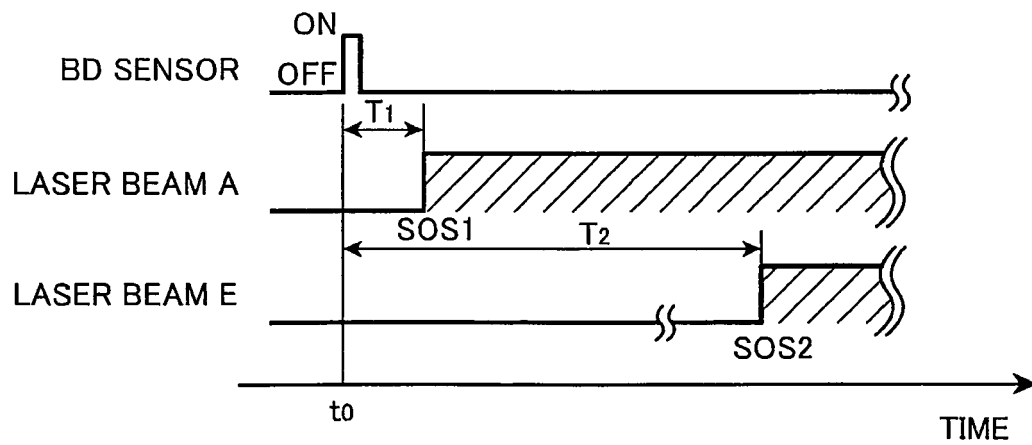 ON
BD SENSOR
OFF
T1
LASER BEAM A
SOS1
T2
LASER BEAM E
SOS2
t0
TIME